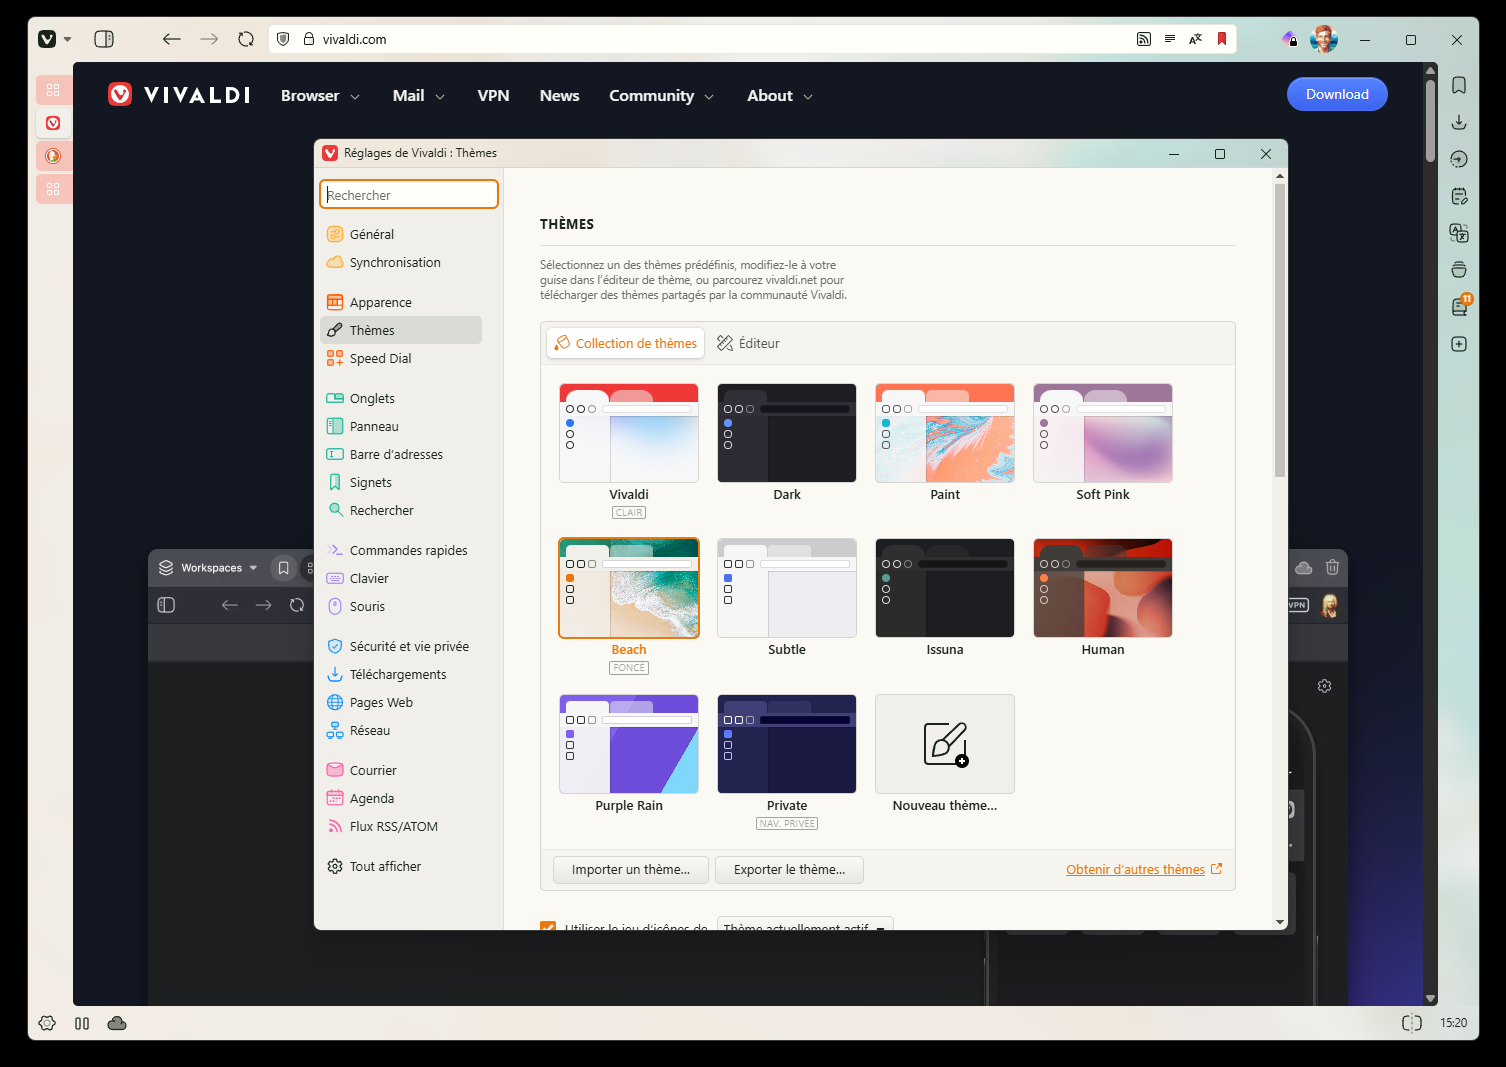 vivaldi.com
VIVALDI
Browser
Mail
VPN
News
Community
About
Download
11
Réglages de Vivaldi : Thèmes
Rechercher
Général
Synchronisation
Apparence
Thèmes
Speed Dial
Onglets
Panneau
Barre d'adresses
Signets
Rechercher
Commandes rapides
Clavier
Souris
Sécurité et vie privée
Téléchargements
Pages Web
Réseau
Courrier
Agenda
Flux RSS/ATOM
Tout afficher
THÈMES
Sélectionnez un des thèmes prédéfinis, modifiez-le à votre
guise dans l'éditeur de thème, ou parcourez vivaldi.net pour
télécharger des thèmes partagés par la communauté Vivaldi.
Collection de thèmes
Éditeur
Vivaldi
CLAIR
Dark
Paint
Soft Pink
Beach
FONCÉ
Subtle
Issuna
Human
Purple Rain
Private
NAV. PRIVÉE
Nouveau thème...
Importer un thème...
Exporter le thème...
Obtenir d'autres thèmes
Utiliser le jeu d'icônes de
Thème actuellement actif
Workspaces
VPN
15:20